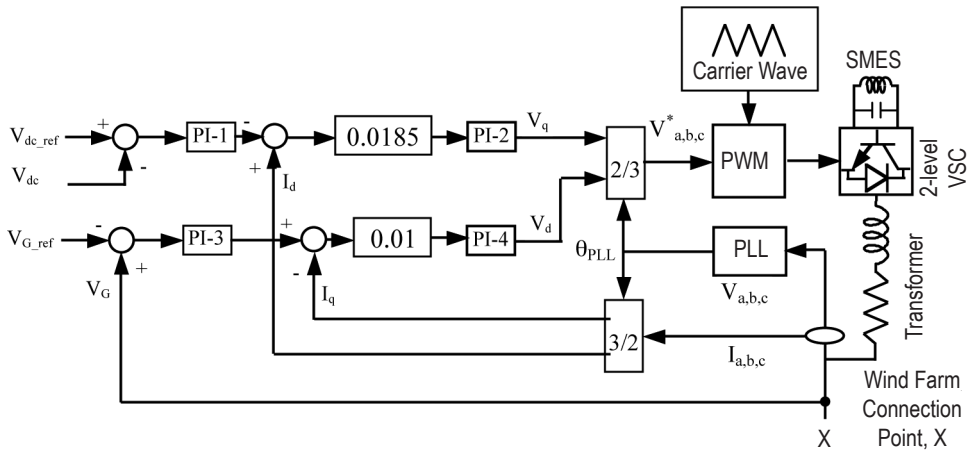 Carrier Wave
SMES
2-level
VSC
V_dc_ref
+
-
PI-1
-
+
0.0185
PI-2
V_q
2/3
V*_a,b,c
PWM
V_dc
I_d
V_G_ref
-
+
PI-3
+
-
0.01
PI-4
V_d
θ_PLL
PLL
V_a,b,c
V_G
I_q
3/2
I_a,b,c
Transformer
Wind Farm
Connection
Point, X
X